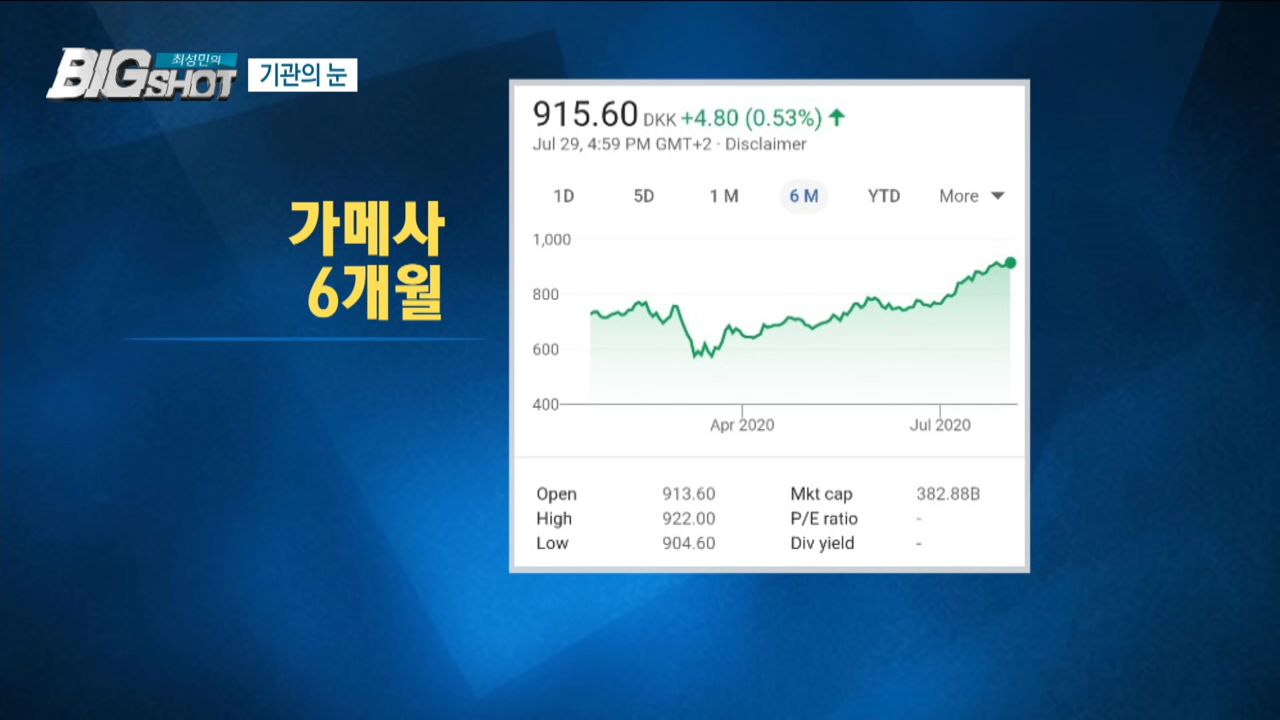 최성민의
BIG SHOT
기관의 눈
가메사
6개월
915.60 DKK +4.80 (0.53%)
Jul 29, 4:59 PM GMT+2 · Disclaimer
1D 5D 1 M 6 M YTD More
1,000
800
600
400
Apr 2020 Jul 2020
Open 913.60 Mkt cap 382.88B
High 922.00 P/E ratio -
Low 904.60 Div yield -